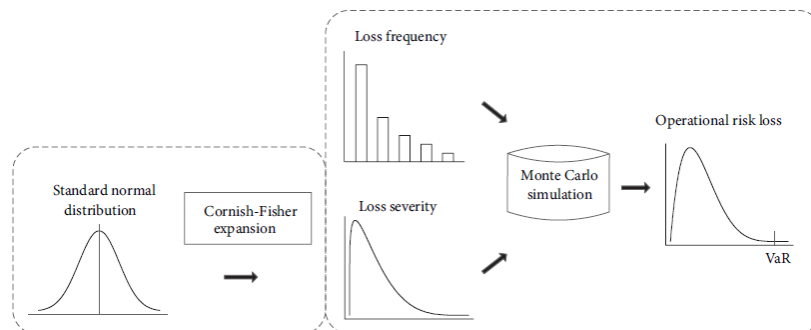 Loss frequency
Operational risk loss
Monte Carlo
simulation
Standard normal
distribution
Cornish-Fisher
expansion
Loss severity
VaR